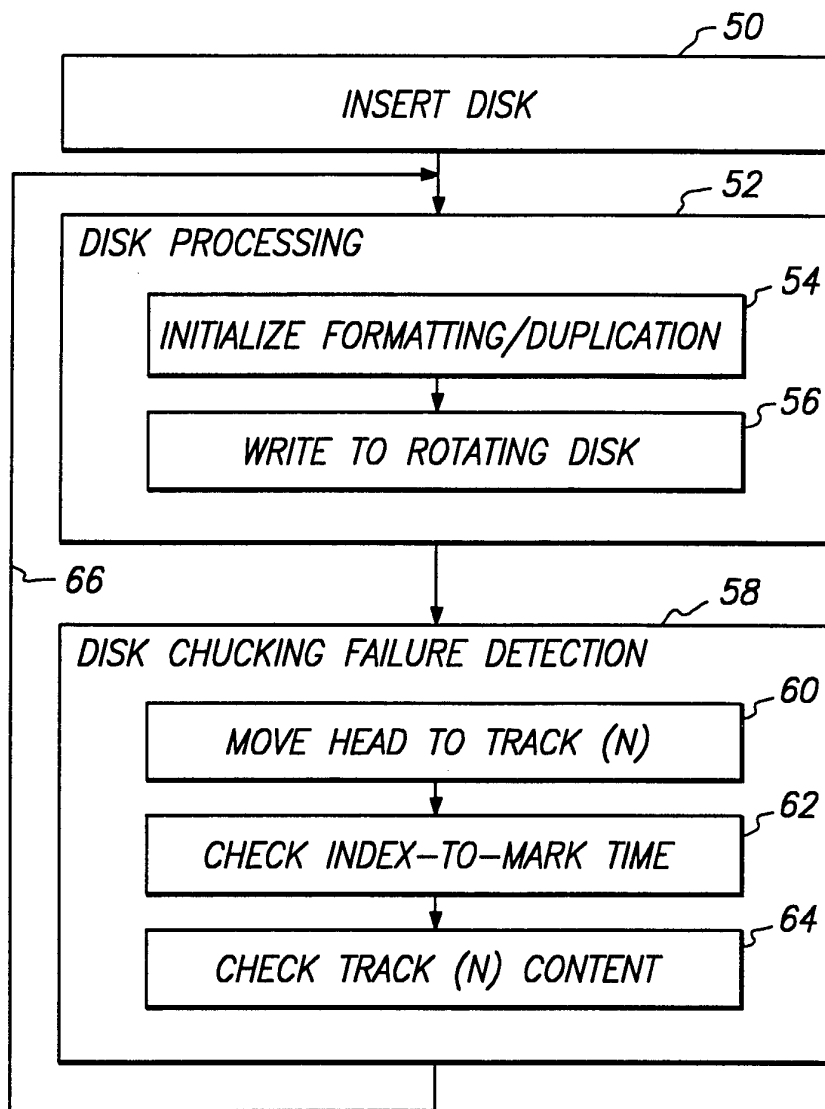 50
INSERT DISK
52
DISK PROCESSING
54
INITIALIZE FORMATTING/DUPLICATION
56
WRITE TO ROTATING DISK
66
58
DISK CHUCKING FAILURE DETECTION
60
MOVE HEAD TO TRACK (N)
62
CHECK INDEX-TO-MARK TIME
64
CHECK TRACK (N) CONTENT